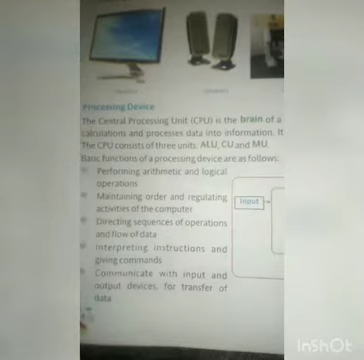 Processing Device
The Central Processing Unit (CPU) is the brain of a
calculations and processes data into information. It
The CPU consists of three units, ALU, CU and MU.
Basic functions of a processing device are as follows:
Performing arithmetic and logical
operations
Maintaining order and regulating
activities of the computer
Directing sequences of operations
and flow of data
Interpreting instructions and
giving commands
Communicate with input and
output devices, for transfer of
data
Input
InShOt